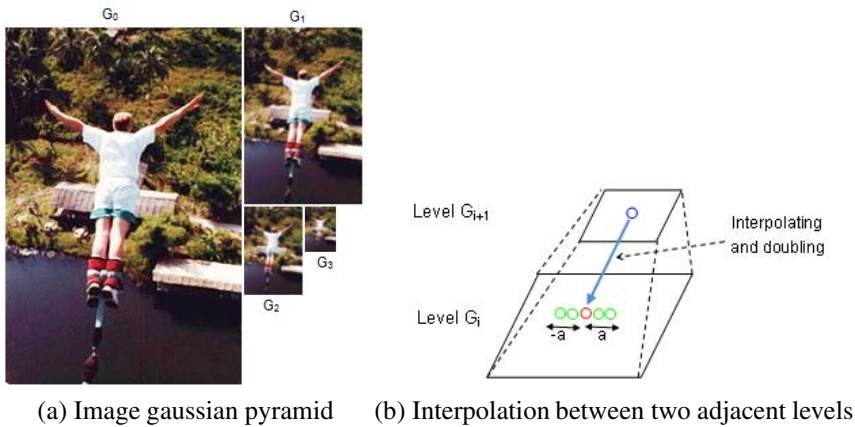 G0
G1
G2
G3
Level Gi+1
Interpolating
and doubling
Level Gi
-a
a
(a) Image gaussian pyramid
(b) Interpolation between two adjacent levels